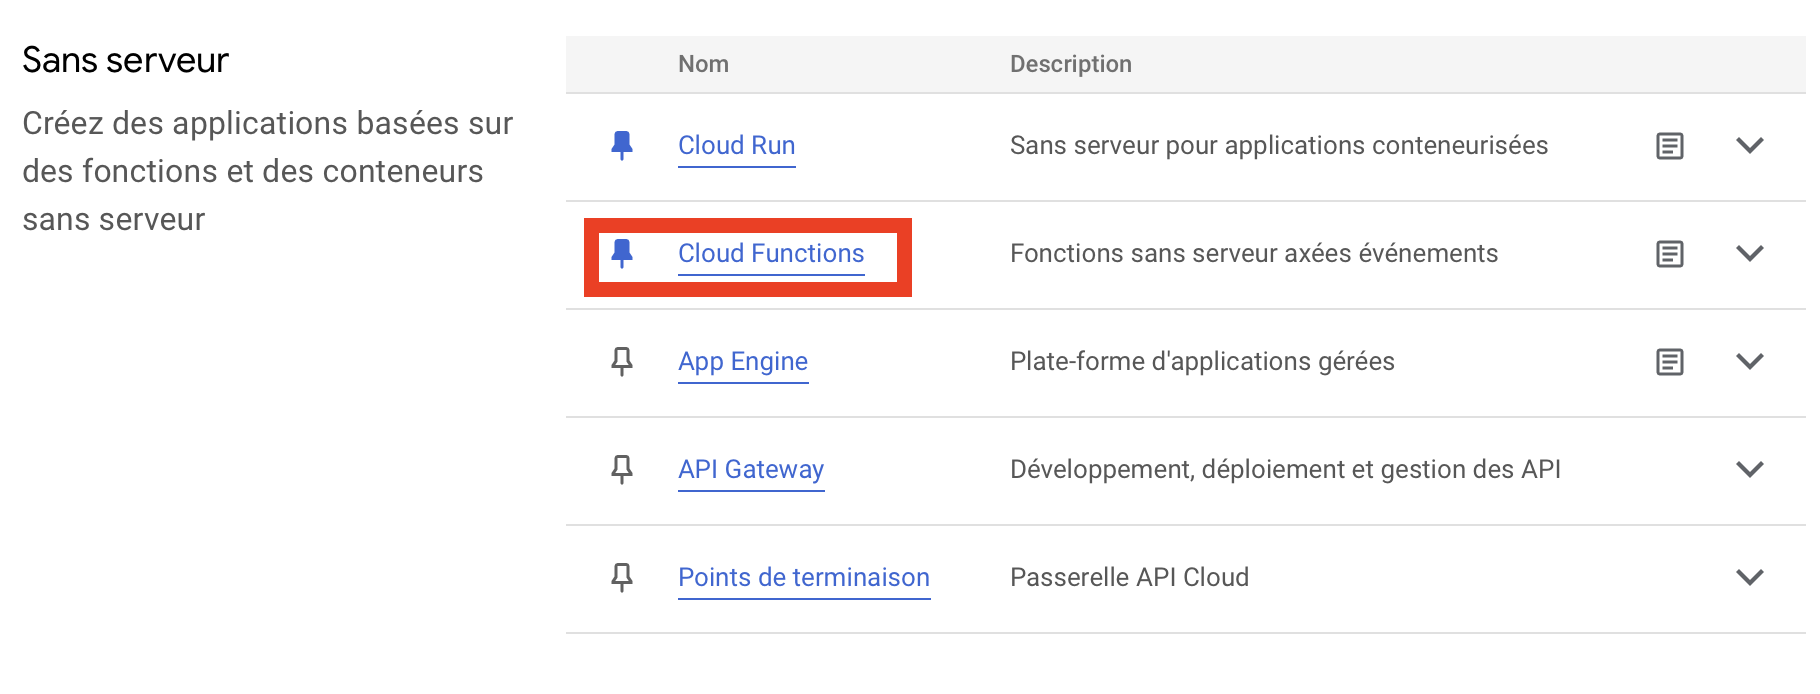 Sans serveur
Créez des applications basées sur
des fonctions et des conteneurs
sans serveur
Nom Description
Cloud Run Sans serveur pour applications conteneurisées
Cloud Functions Fonctions sans serveur axées événements
App Engine Plate-forme d'applications gérées
API Gateway Développement, déploiement et gestion des API
Points de terminaison Passerelle API Cloud